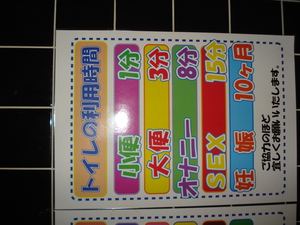 トイレの利用時間
小便 1分
大便 3分
オナニー 8分
SEX 15分
妊娠 10ヶ月
ご協力のほど
宜しくお願いいたします。